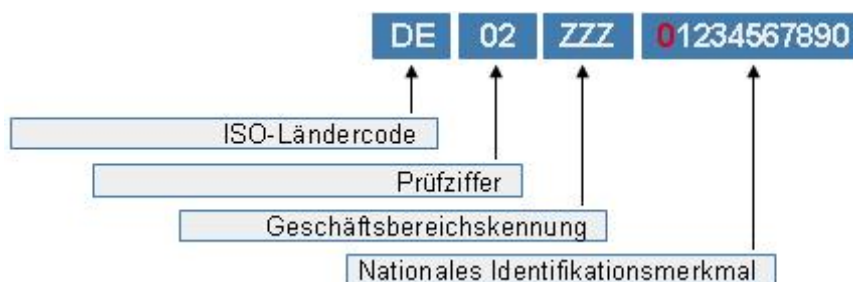 DE 02 ZZZ 01234567890
ISO-Ländercode
Prüfziffer
Geschäftsbereichskennung
Nationales Identifikationsmerkmal